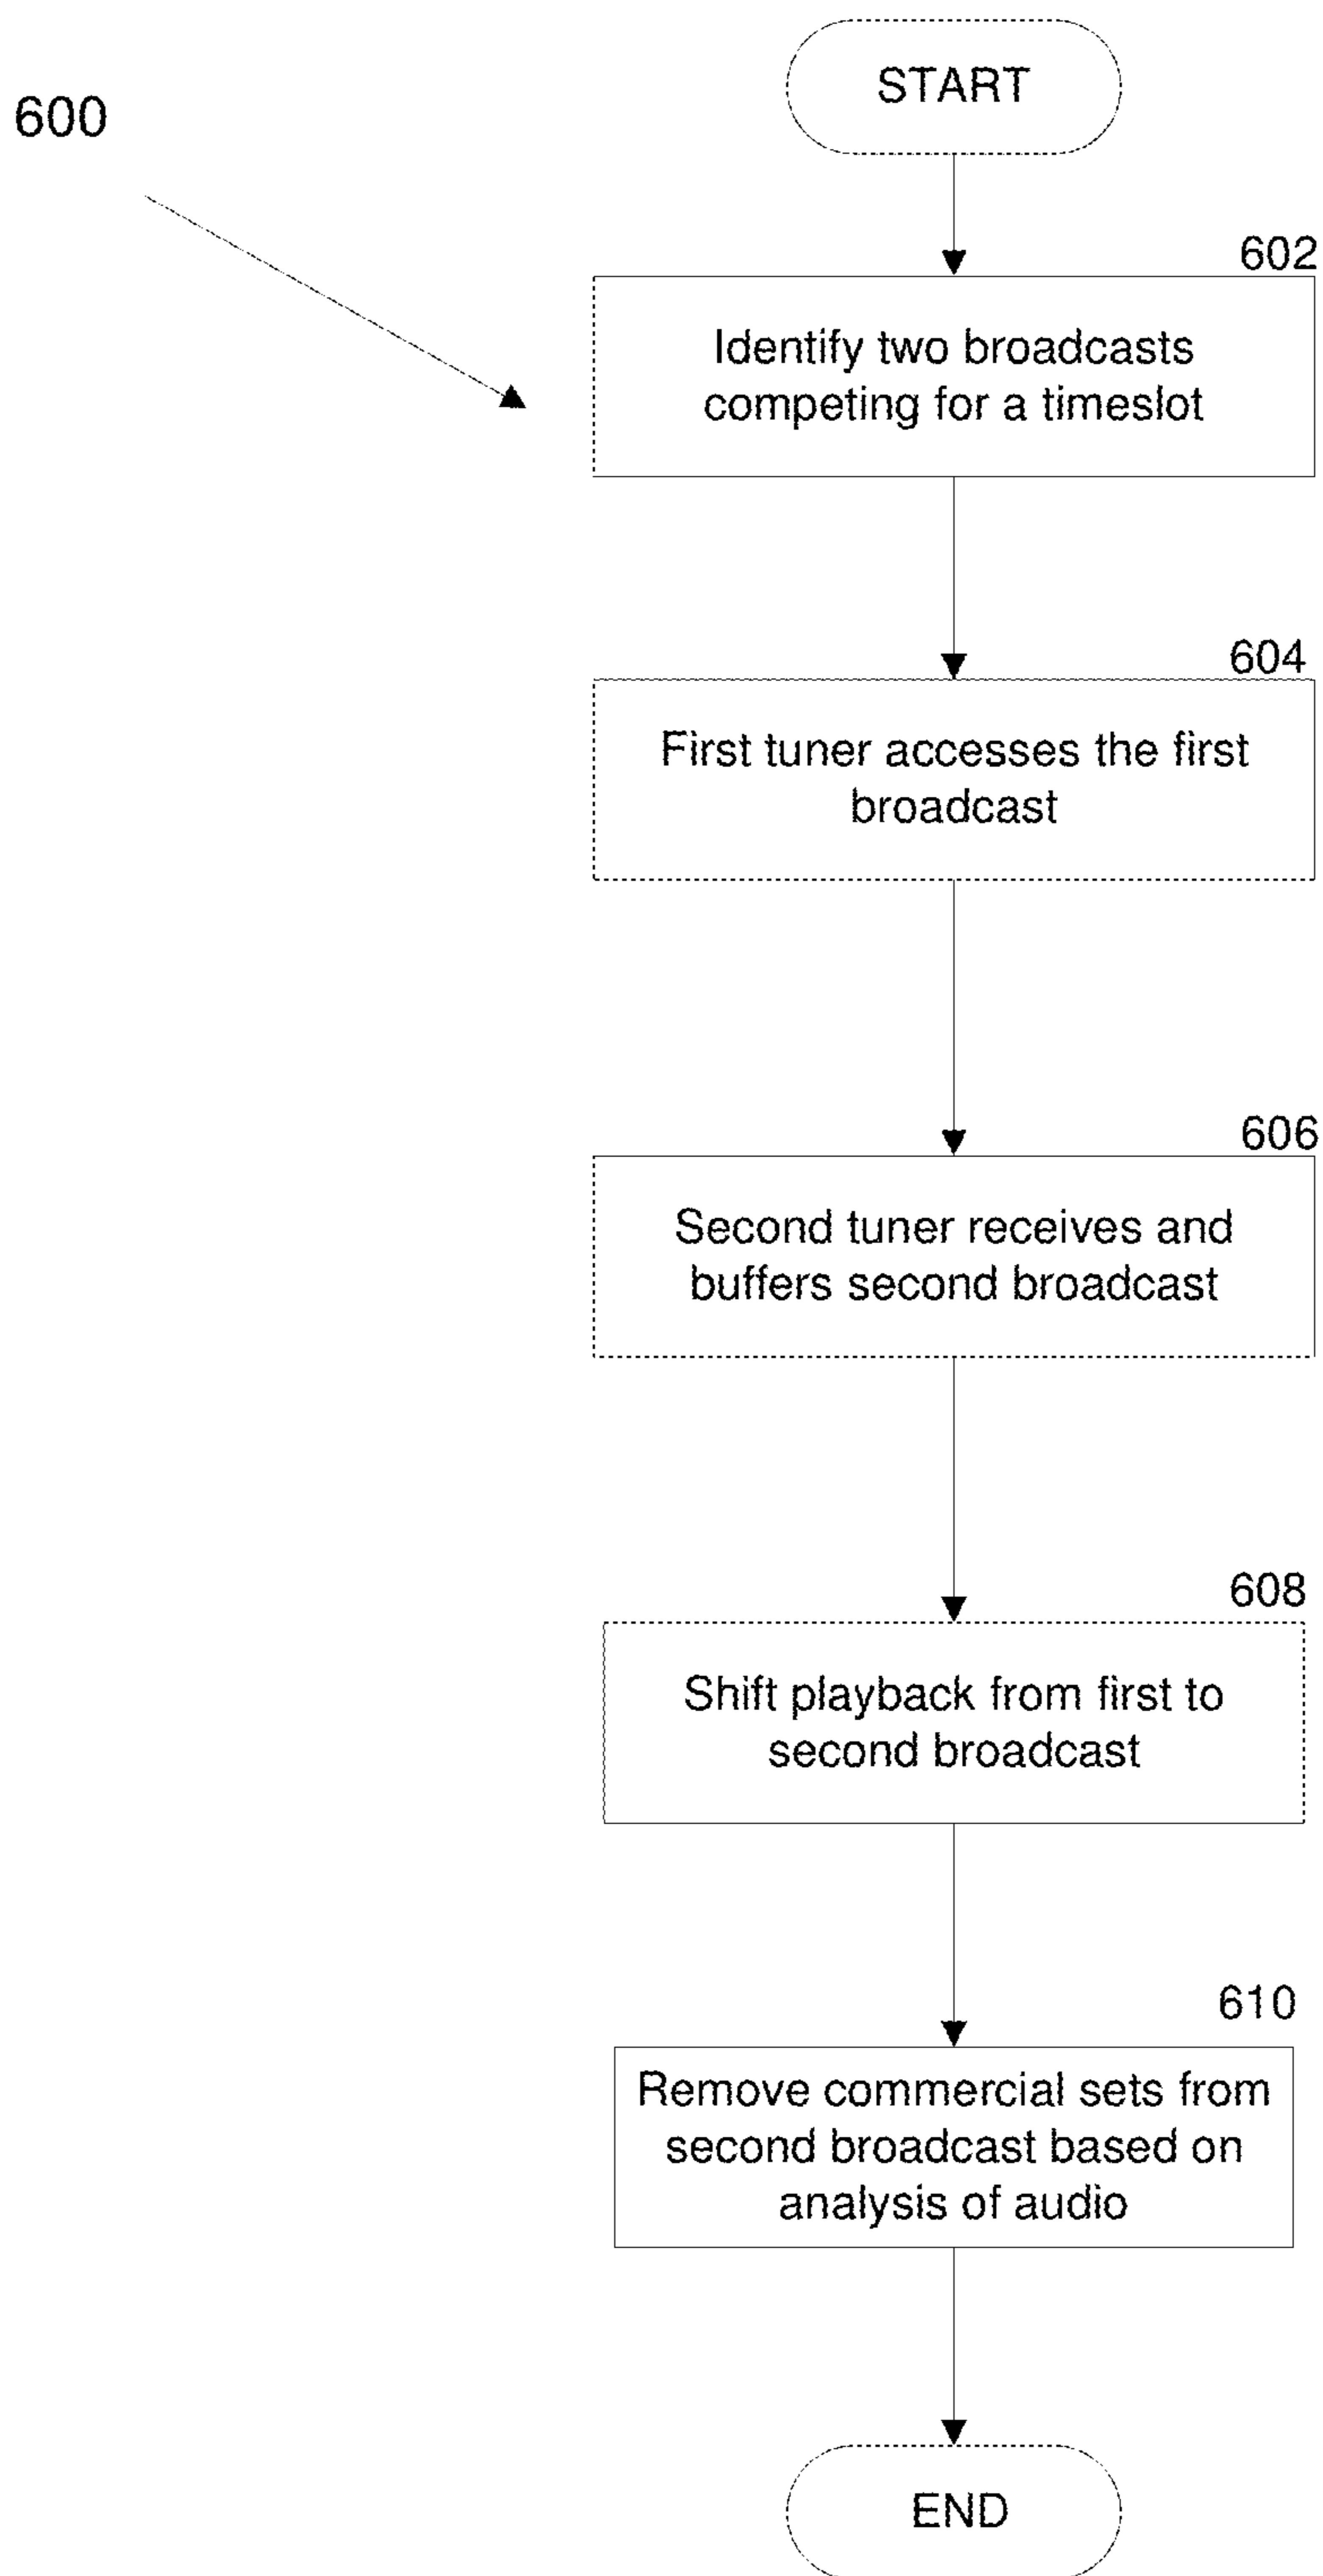 START
600
602
Identify two broadcasts
competing for a timeslot
604
First tuner accesses the first
broadcast
606
Second tuner receives and
buffers second broadcast
608
Shift playback from first to
second broadcast
610
Remove commercial sets from
second broadcast based on
analysis of audio
END